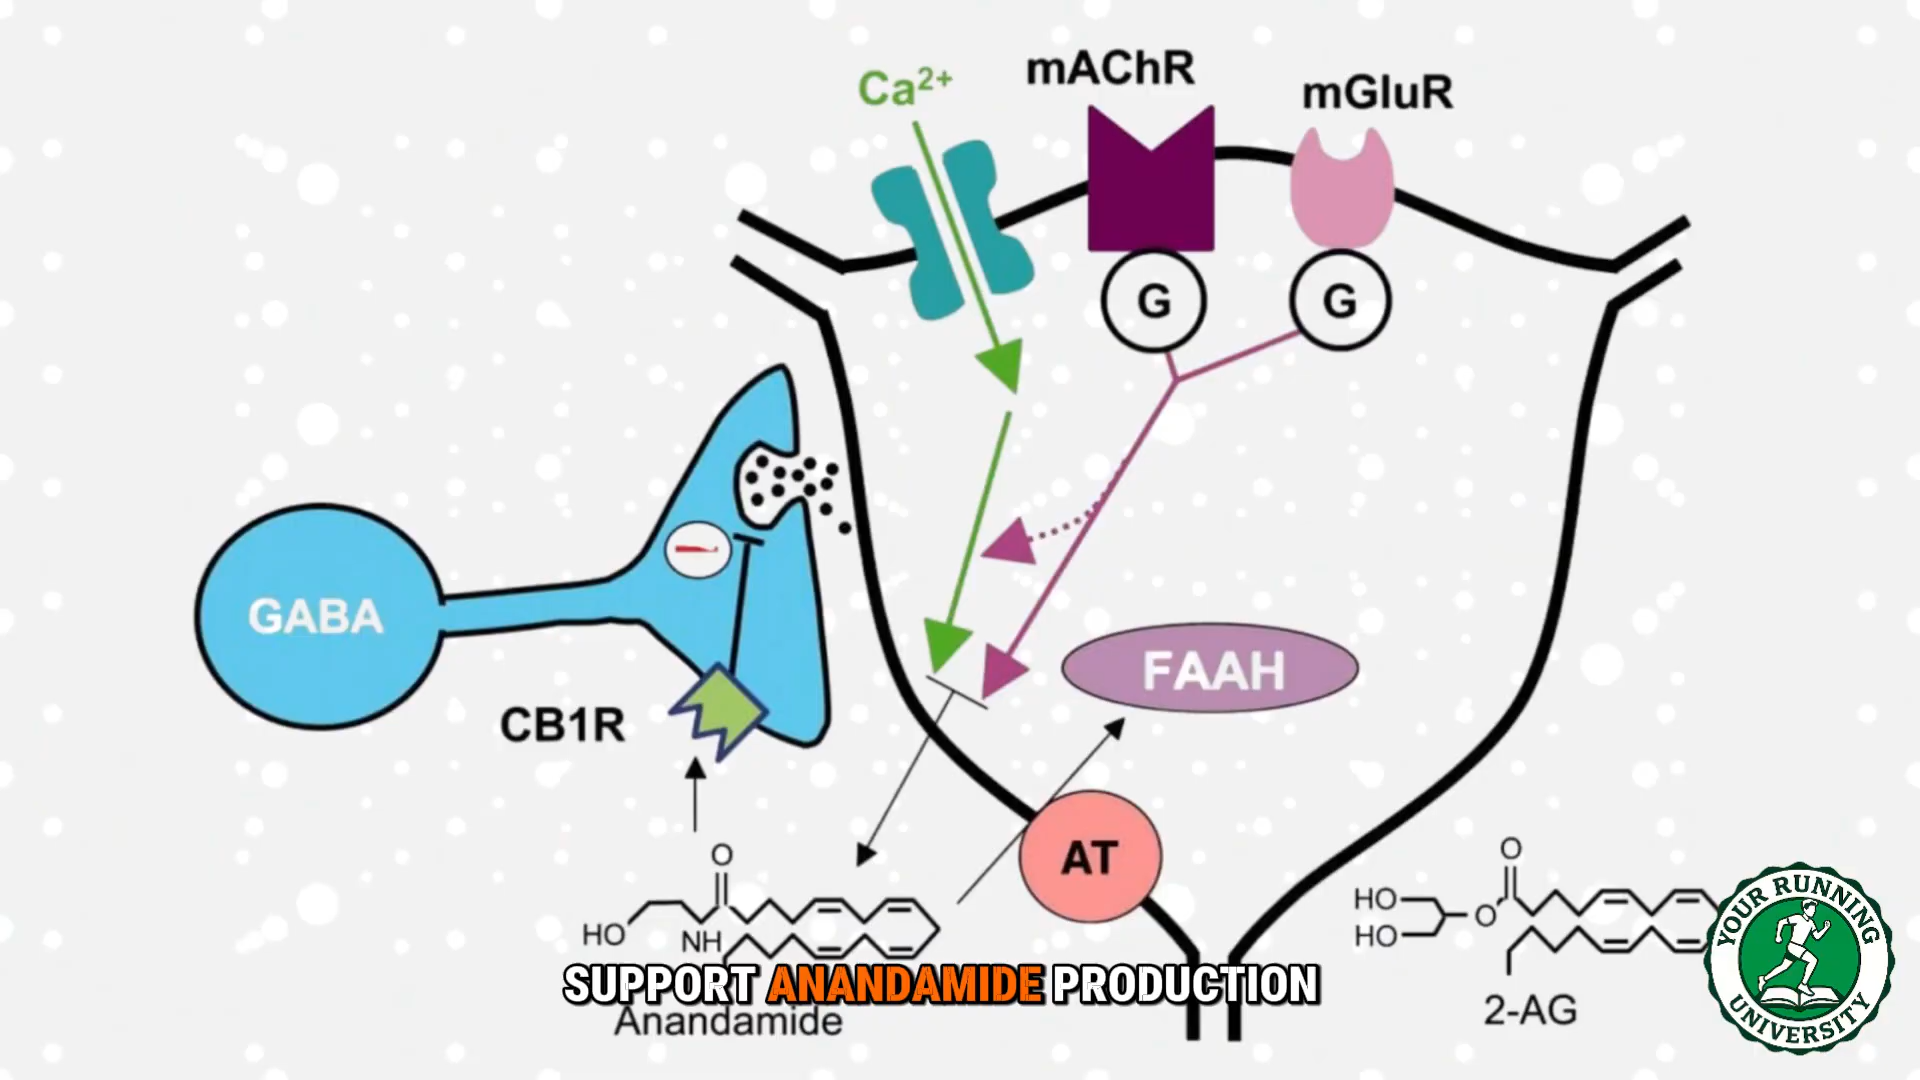 Ca²⁺
mAChR
mGluR
G
G
GABA
FAAH
CB1R
AT
O
HO
NH
O
HO
HO
O
SUPPORT ANANDAMIDE PRODUCTION
Anandamide
2-AG
YOUR RUNNING
UNIVERSITY